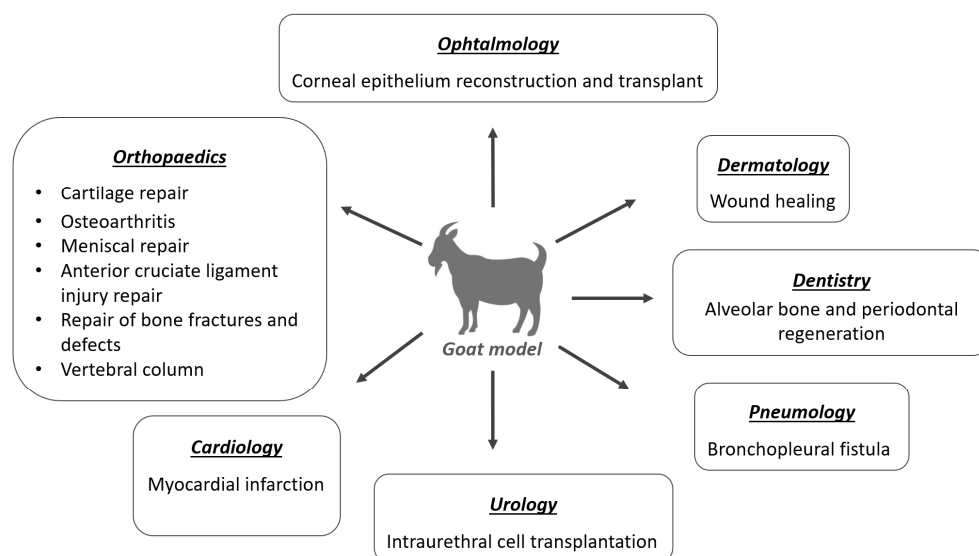 Ophtalmology
Corneal epithelium reconstruction and transplant
Orthopaedics
• Cartilage repair
• Osteoarthritis
• Meniscal repair
• Anterior cruciate ligament
injury repair
• Repair of bone fractures and
defects
• Vertebral column
Dermatology
Wound healing
Dentistry
Alveolar bone and periodontal
regeneration
Goat model
Pneumology
Bronchopleural fistula
Cardiology
Myocardial infarction
Urology
Intraurethral cell transplantation